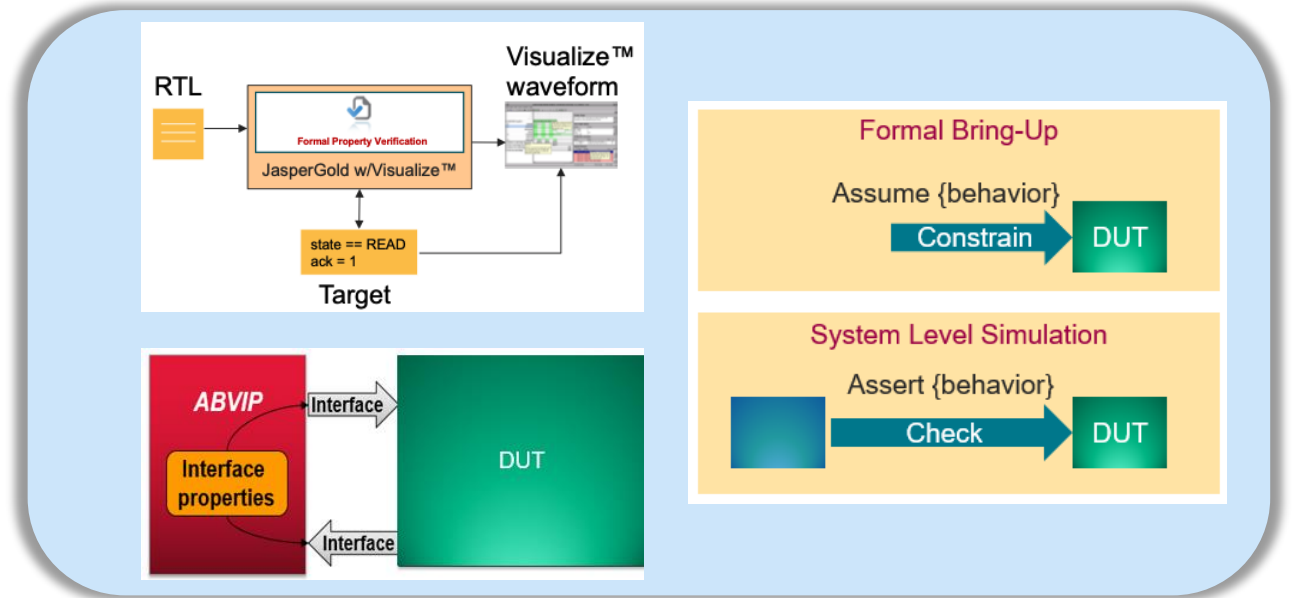 Visualize™
waveform
RTL
Formal Property Verification
JasperGold w/Visualize™
state == READ
ack = 1
Target
ABVIP
Interface
Interface
properties
DUT
Interface
Formal Bring-Up
Assume {behavior}
Constrain
DUT
System Level Simulation
Assert {behavior}
Check
DUT